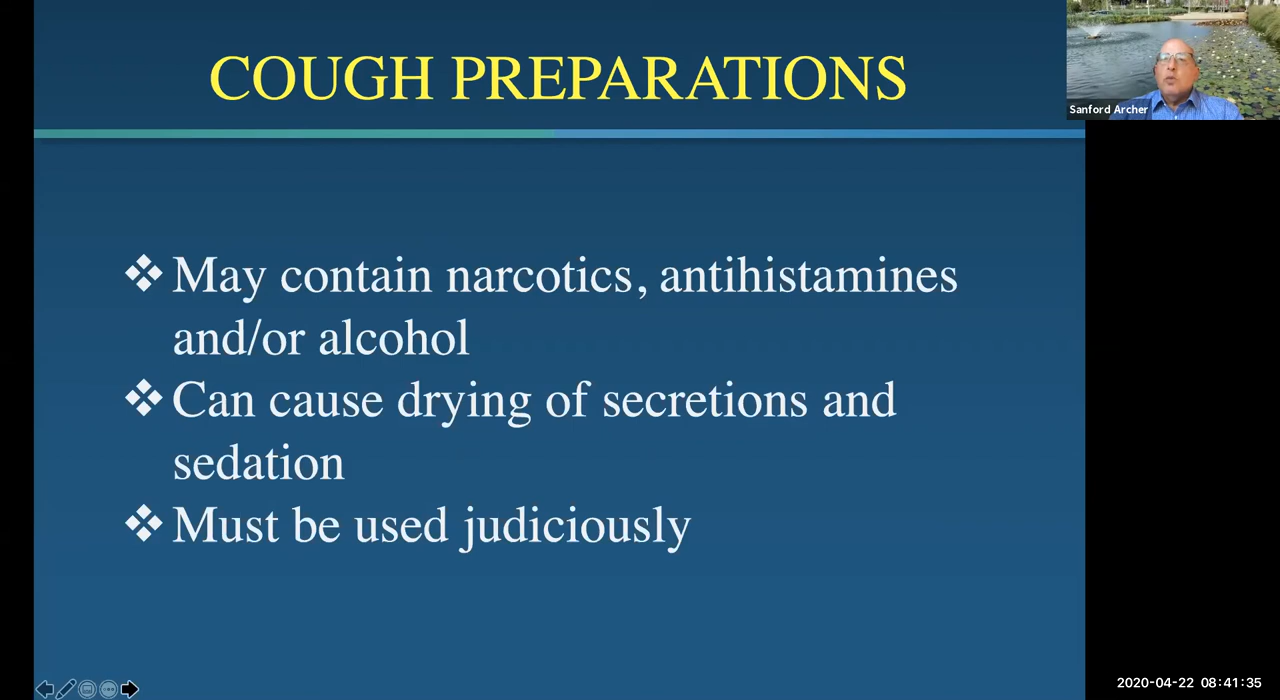 COUGH PREPARATIONS
Sanford Archer
❖ May contain narcotics, antihistamines
and/or alcohol
❖ Can cause drying of secretions and
sedation
❖ Must be used judiciously
2020-04-22 08:41:35